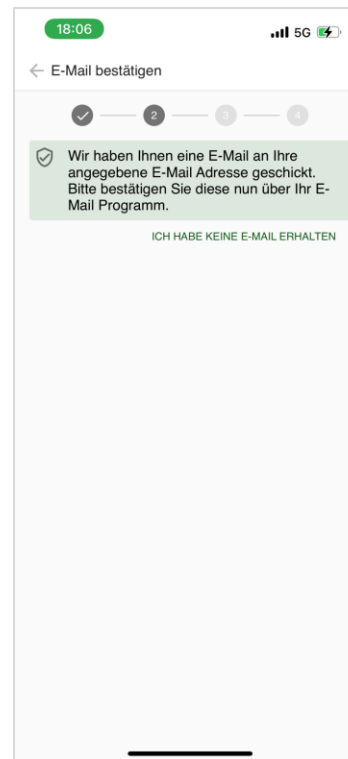 18:06
5G
E-Mail bestätigen
2
3
4
Wir haben Ihnen eine E-Mail an Ihre
angegebene E-Mail Adresse geschickt.
Bitte bestätigen Sie diese nun über Ihr E-
Mail Programm.
ICH HABE KEINE E-MAIL ERHALTEN